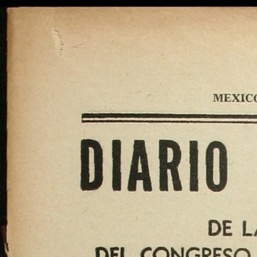 MEXICO
DIARIO
DE LA
DEL CONGRESO